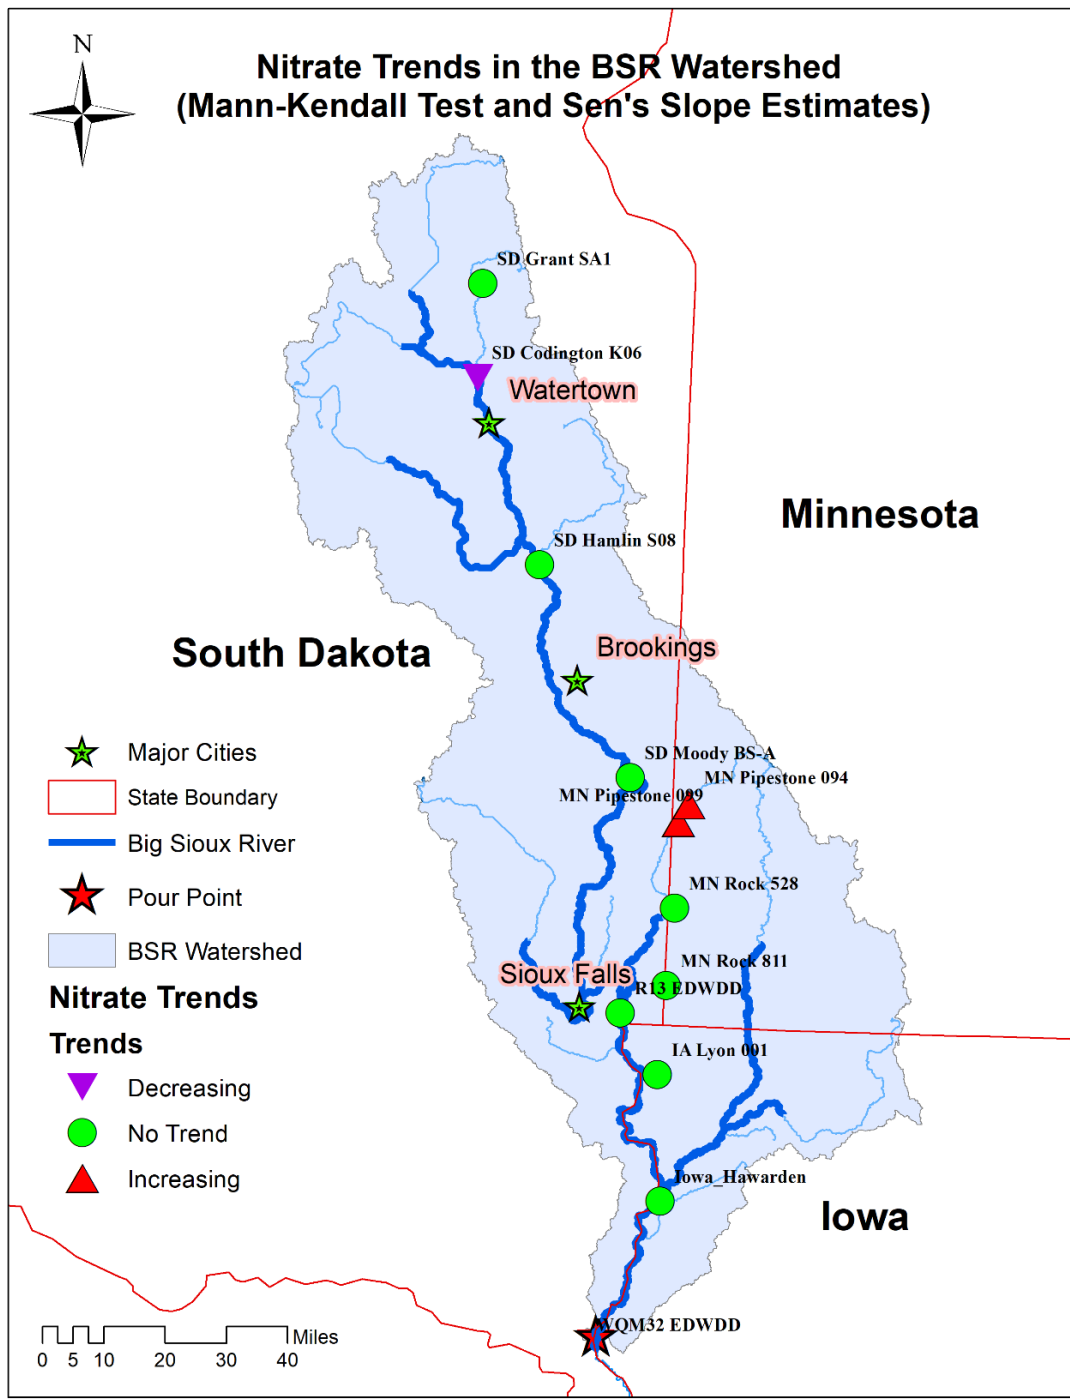 N
Nitrate Trends in the BSR Watershed
(Mann-Kendall Test and Sen's Slope Estimates)
SD Grant SA1
SD Codington K06
Watertown
Minnesota
SD Hamlin S08
South Dakota
Brookings
SD Moody BS-A
MN Pipestone 094
MN Pipestone 099
MN Rock 528
MN Rock 811
Sioux Falls
R13 EDWDD
IA Lyon 001
Iowa_Hawarden
Iowa
WQM32 EDWDD
Major Cities
State Boundary
Big Sioux River
Pour Point
BSR Watershed
Nitrate Trends
Trends
Decreasing
No Trend
Increasing
Miles
0 5 10 20 30 40